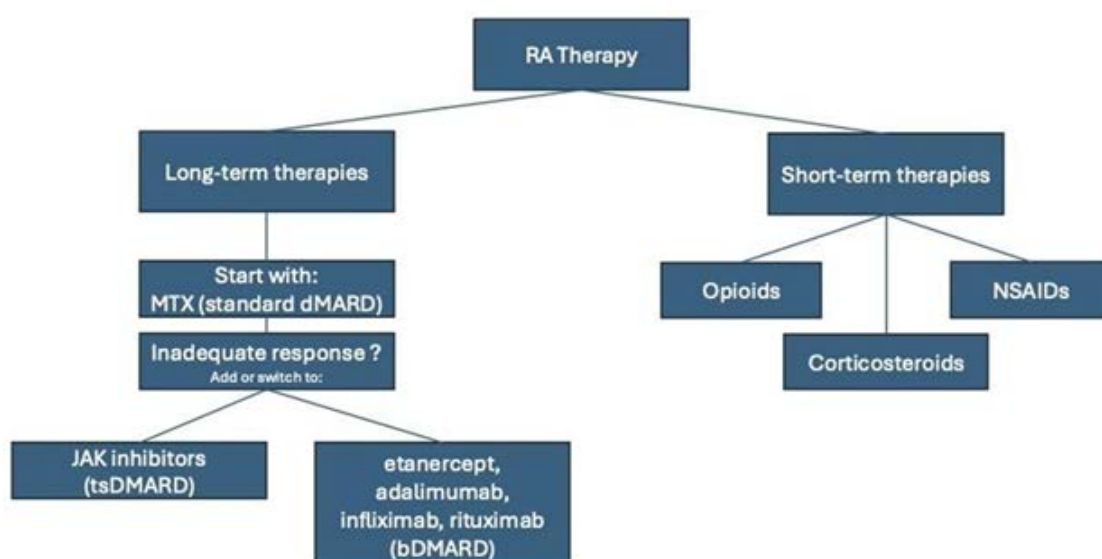 RA Therapy
Long-term therapies
Short-term therapies
Start with:
MTX (standard dMARD)
Opioids
NSAIDs
Inadequate response ?
Add or switch to:
Corticosteroids
JAK inhibitors
(tsDMARD)
etanercept,
adalimumab,
infliximab, rituximab
(bDMARD)